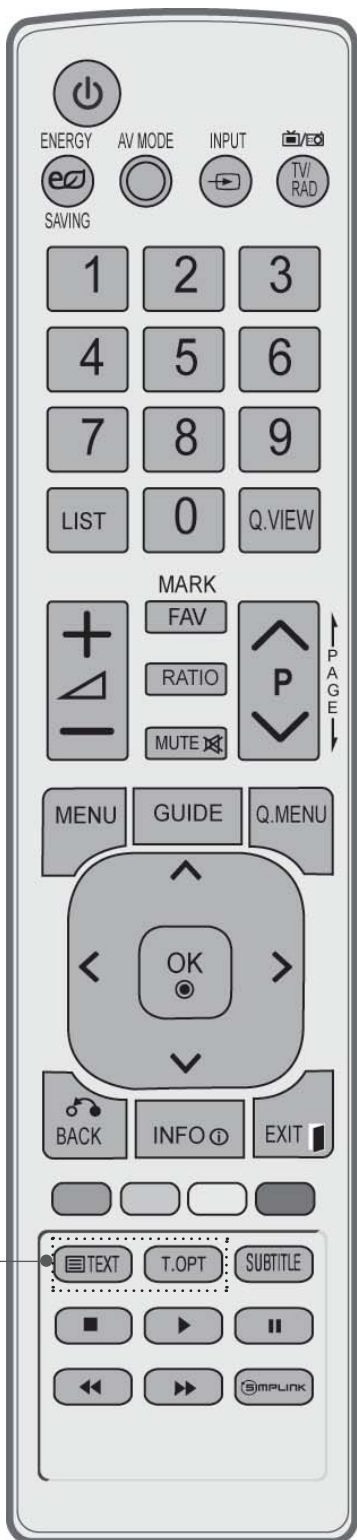 ENERGY AV MODE INPUT
TV/
RAD
SAVING
1 2 3
4 5 6
7 8 9
LIST 0 Q.VIEW
MARK
FAV
RATIO P PAGE
MUTE
MENU GUIDE Q.MENU
OK
BACK INFO i EXIT
TEXT T.OPT SUBTITLE
SIMPLINK